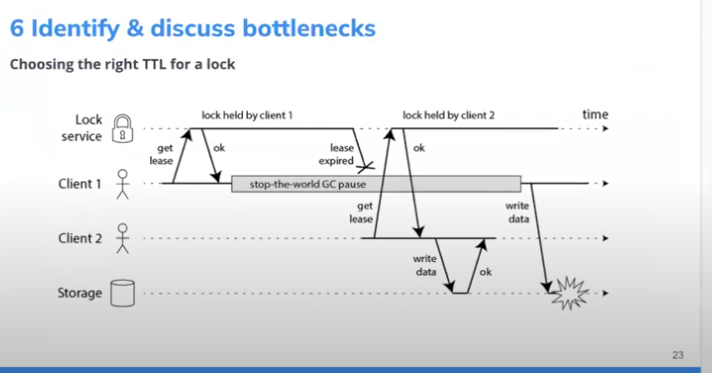 6 Identify & discuss bottlenecks
Choosing the right TTL for a lock
Lock
service
lock held by client 1
lock held by client 2
time
get
lease
ok
lease
expired
ok
Client 1
stop-the-world GC pause
get
lease
write
data
Client 2
write
data
ok
Storage
23